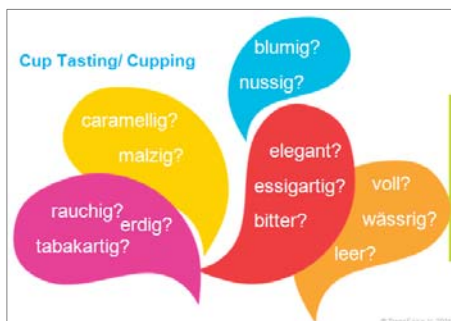 Cup Tasting/ Cupping
blumig?
nussig?
caramellig?
malzig?
elegant?
essigartig?
bitter?
voll?
wässrig?
leer?
rauchig?
erdig?
tabakartig?